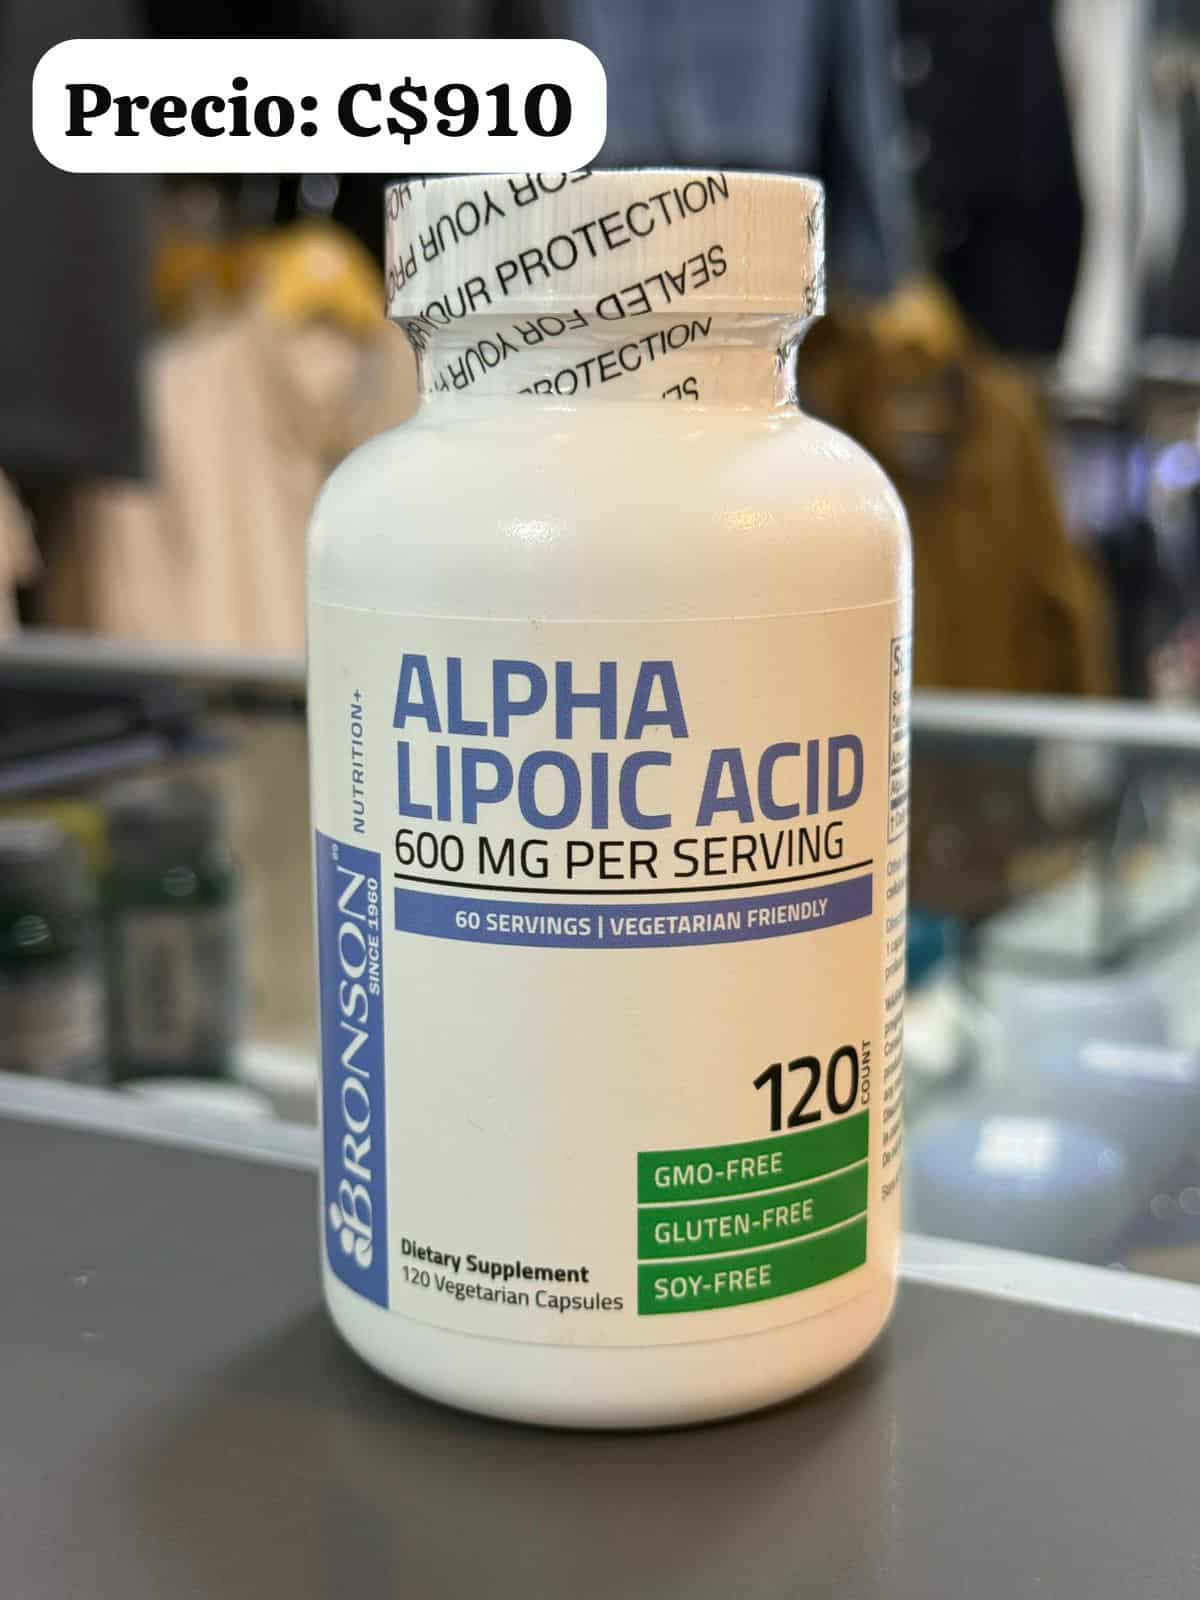 Precio: C$910
FOR YOUR
YOUR PROTECTION
SEALED FOR YOUR
PROTECTION
ALPHA
LIPOIC ACID
600 MG PER SERVING
60 SERVINGS | VEGETARIAN FRIENDLY
NUTRITION+
BRONSON
SINCE 1960
120
COUNT
GMO-FREE
GLUTEN-FREE
SOY-FREE
Dietary Supplement
120 Vegetarian Capsules